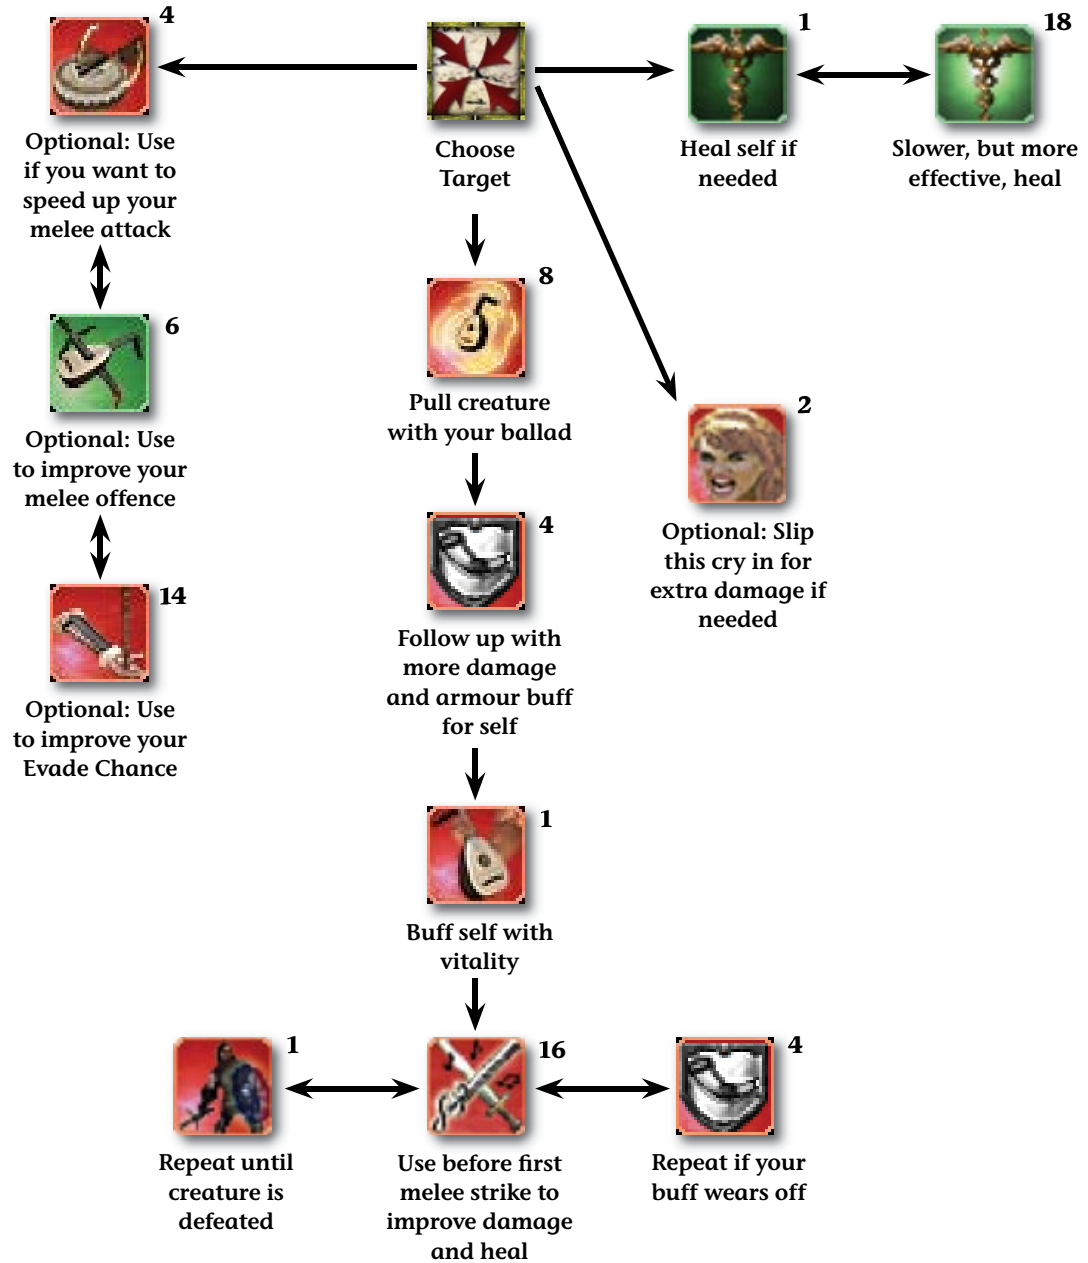 4
Optional: Use
if you want to
speed up your
melee attack
6
Optional: Use
to improve your
melee offence
14
Optional: Use
to improve your
Evade Chance
Choose
Target
8
Pull creature
with your ballad
4
Follow up with
more damage
and armour buff
for self
1
Buff self with
vitality
1
Heal self if
needed
18
Slower, but more
effective, heal
2
Optional: Slip
this cry in for
extra damage if
needed
1
Repeat until
creature is
defeated
16
Use before first
melee strike to
improve damage
and heal
4
Repeat if your
buff wears off